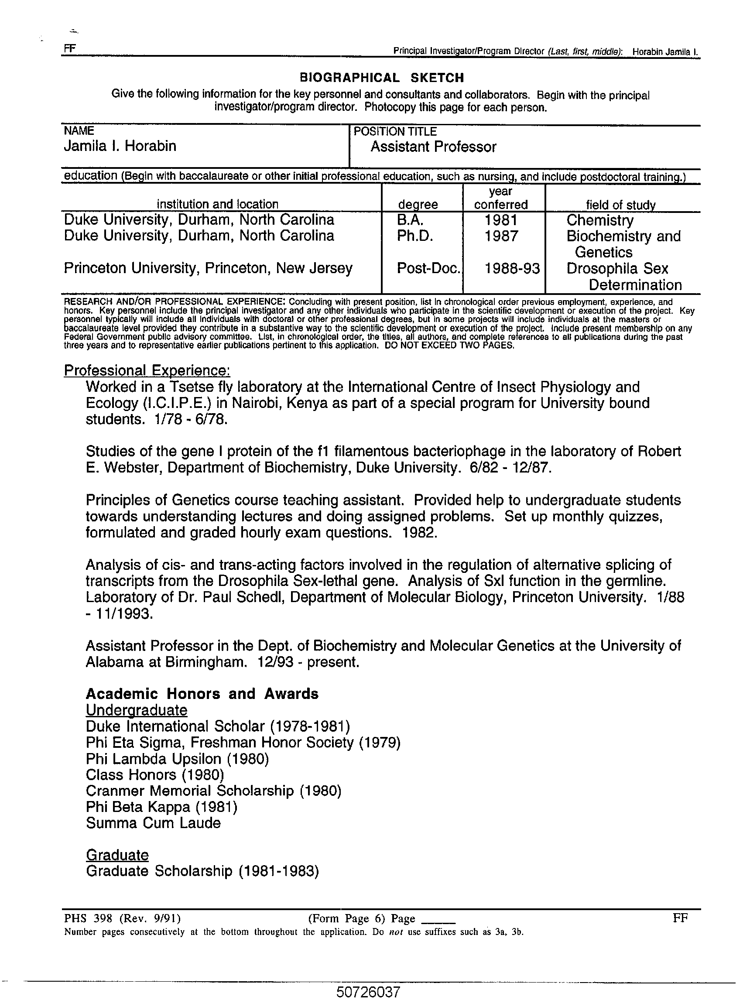 FF
Principal Investigator/Program Director (Last, first, middle): Horabin Jamila I.
BIOGRAPHICAL SKETCH
Give the following information for the key personnel and consultants and collaborators. Begin with the principal
investigator/program director. Photocopy this page for each person.
NAME
POSITION TITLE
Jamila I. Horabin
Assistant Professor
education (Begin with baccalaureate or other initial professional education, such as nursing, and include postdoctoral training.)
institution and location degree year conferred field of study
Duke University, Durham, North Carolina B.A. 1981 Chemistry
Duke University, Durham, North Carolina Ph.D. 1987 Biochemistry and
Genetics
Princeton University, Princeton, New Jersey Post-Doc. 1988-93 Drosophila Sex
Determination
RESEARCH AND/OR PROFESSIONAL EXPERIENCE: Concluding with present position, list in chronological order previous employment, experience, and
honors. Key personnel include the principal investigator and any other individuals who participate in the scientific development or execution of the project. Key
personnel typically will include all individuals with doctoral or other professional degrees, but in some projects will include individuals at the masters or
baccalaureate level provided they contribute in a substantive way to the scientific development or execution of the project. Include present membership on any
Federal Government public advisory committee. List, in chronological order, the titles, all authors, and complete references to all publications during the past
three years and to representative earlier publications pertinent to this application. DO NOT EXCEED TWO PAGES.
Professional Experience:
Worked in a Tsetse fly laboratory at the International Centre of Insect Physiology and
Ecology (I.C.I.P.E.) in Nairobi, Kenya as part of a special program for University bound
students. 1/78 - 6/78.
Studies of the gene I protein of the f1 filamentous bacteriophage in the laboratory of Robert
E. Webster, Department of Biochemistry, Duke University. 6/82 - 12/87.
Principles of Genetics course teaching assistant. Provided help to undergraduate students
towards understanding lectures and doing assigned problems. Set up monthly quizzes,
formulated and graded hourly exam questions. 1982.
Analysis of cis- and trans-acting factors involved in the regulation of alternative splicing of
transcripts from the Drosophila Sex-lethal gene. Analysis of Sxl function in the germline.
Laboratory of Dr. Paul Schedl, Department of Molecular Biology, Princeton University. 1/88
- 11/1993.
Assistant Professor in the Dept. of Biochemistry and Molecular Genetics at the University of
Alabama at Birmingham. 12/93 - present.
Academic Honors and Awards
Undergraduate
Duke International Scholar (1978-1981)
Phi Eta Sigma, Freshman Honor Society (1979)
Phi Lambda Upsilon (1980)
Class Honors (1980)
Cranmer Memorial Scholarship (1980)
Phi Beta Kappa (1981)
Summa Cum Laude
Graduate
Graduate Scholarship (1981-1983)
PHS 398 (Rev. 9/91) (Form Page 6) Page _____ FF
Number pages consecutively at the bottom throughout the application. Do not use suffixes such as 3a, 3b.
50726037